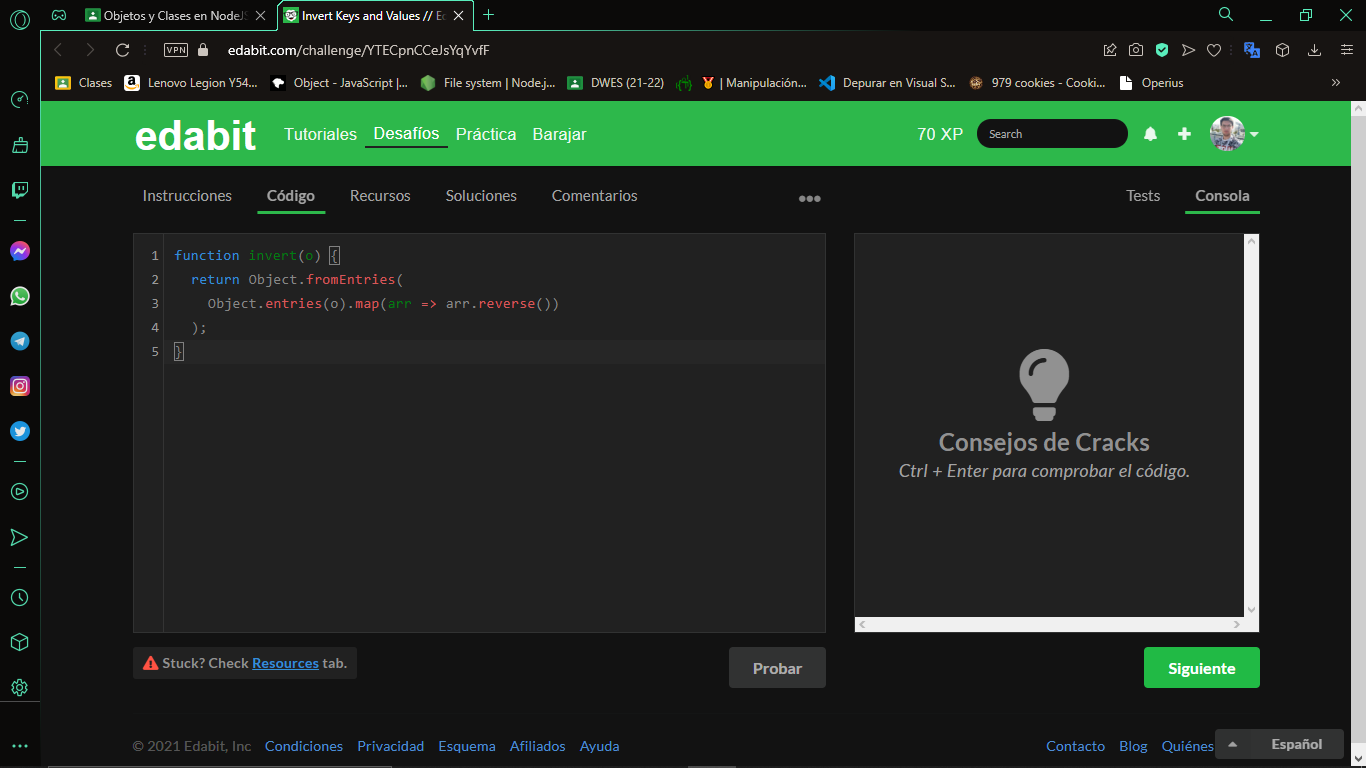 Objetos y Clases en NodeJS
Invert Keys and Values // Ed
VPN
edabit.com/challenge/YTECpnCCeJsYqYvfF
Clases
Lenovo Legion Y54...
Object - JavaScript |...
File system | Node.j...
DWES (21-22)
| Manipulación...
Depurar en Visual S...
979 cookies - Cooki...
Operius
»
edabit
Tutoriales
Desafíos
Práctica
Barajar
70 XP
Search
Instrucciones
Código
Recursos
Soluciones
Comentarios
Tests
Consola
1 function invert(o) {
2 return Object.fromEntries(
3 Object.entries(o).map(arr => arr.reverse())
4 );
5 }
Consejos de Cracks
Ctrl + Enter para comprobar el código.
Stuck? Check Resources tab.
Probar
Siguiente
© 2021 Edabit, Inc
Condiciones
Privacidad
Esquema
Afiliados
Ayuda
Contacto
Blog
Quiénes
Español